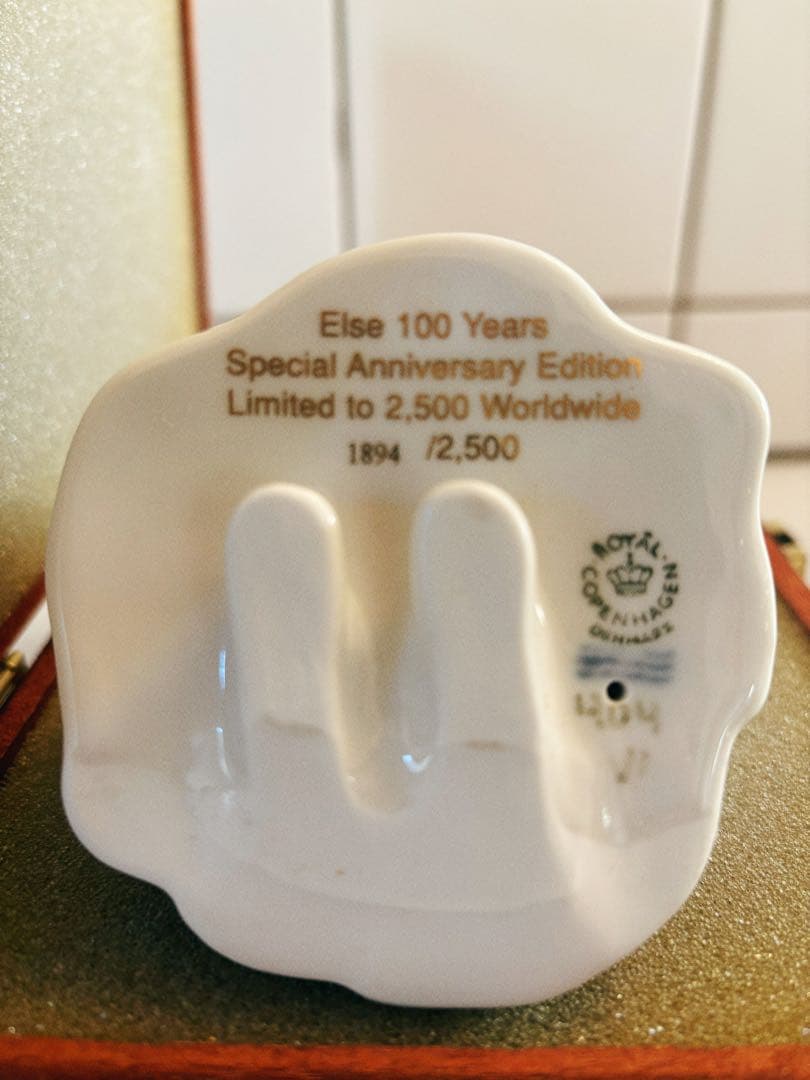 Else 100 Years
Special Anniversary Edition
Limited to 2,500 Worldwide
1894 /2,500
ROYAL
COPENHAGEN
DENMARK